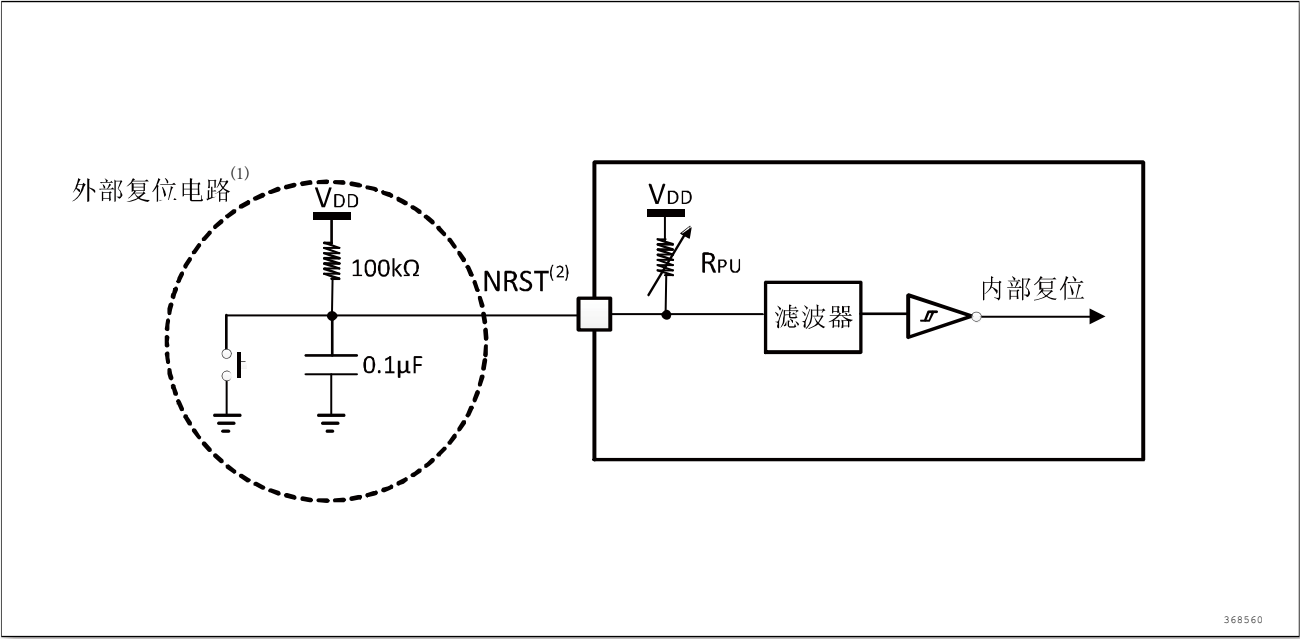 外部复位电路(1)
VDD
100kΩ
0.1μF
NRST(2)
VDD
RPU
滤波器
内部复位
368560